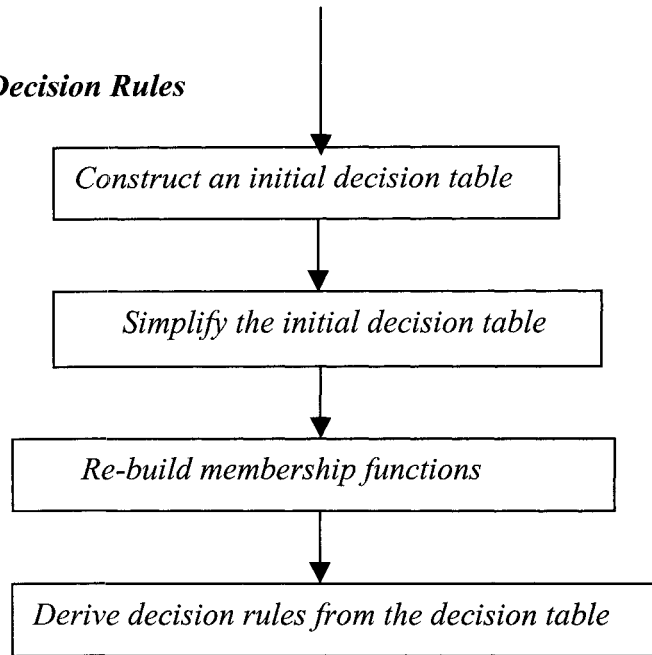 Decision Rules
Construct an initial decision table
Simplify the initial decision table
Re-build membership functions
Derive decision rules from the decision table